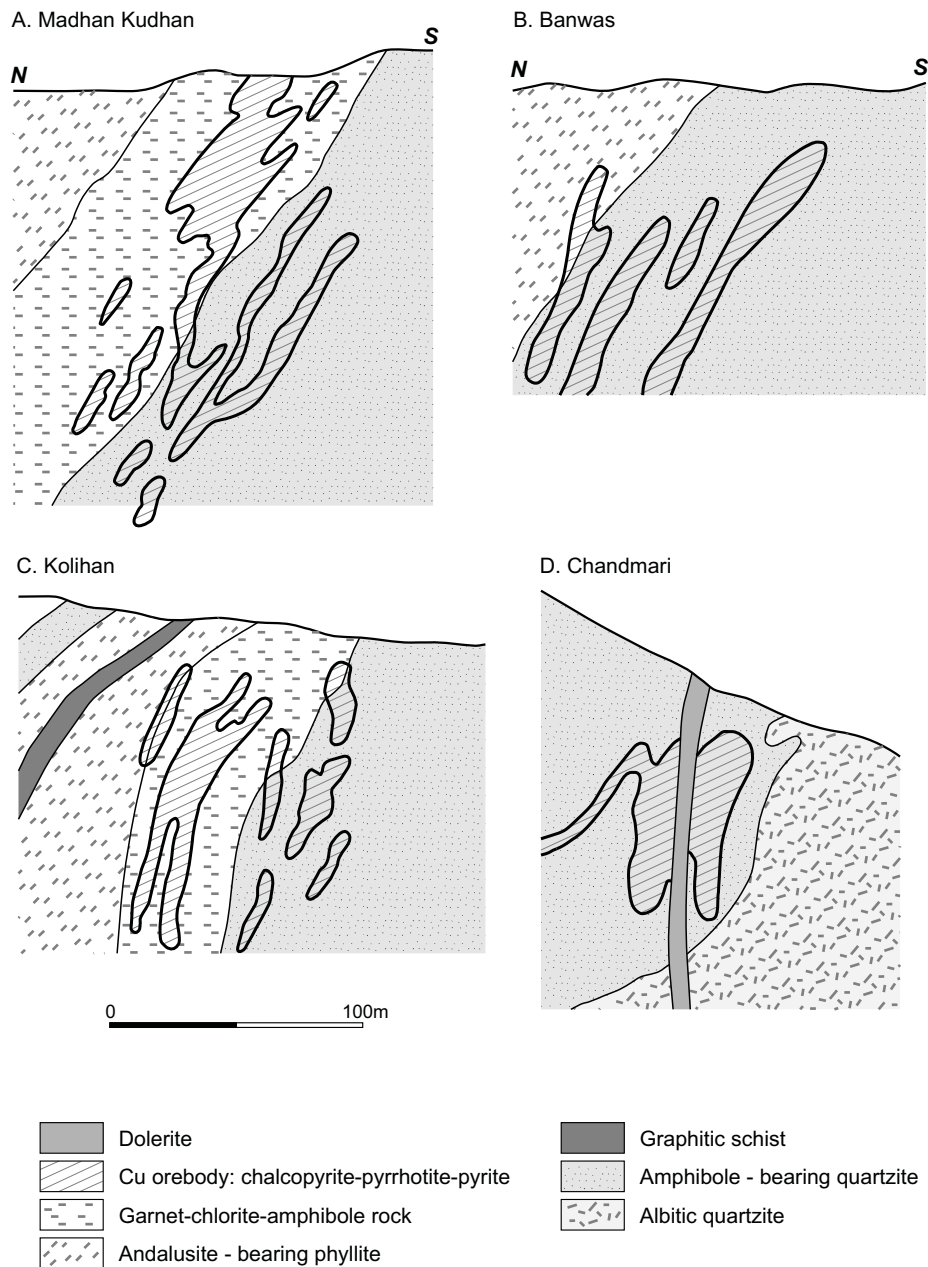 A. Madhan Kudhan
N
S
B. Banwas
N
S
C. Kolihan
D. Chandmari
0
100m
Dolerite
Cu orebody: chalcopyrite-pyrrhotite-pyrite
Garnet-chlorite-amphibole rock
Andalusite - bearing phyllite
Graphitic schist
Amphibole - bearing quartzite
Albitic quartzite